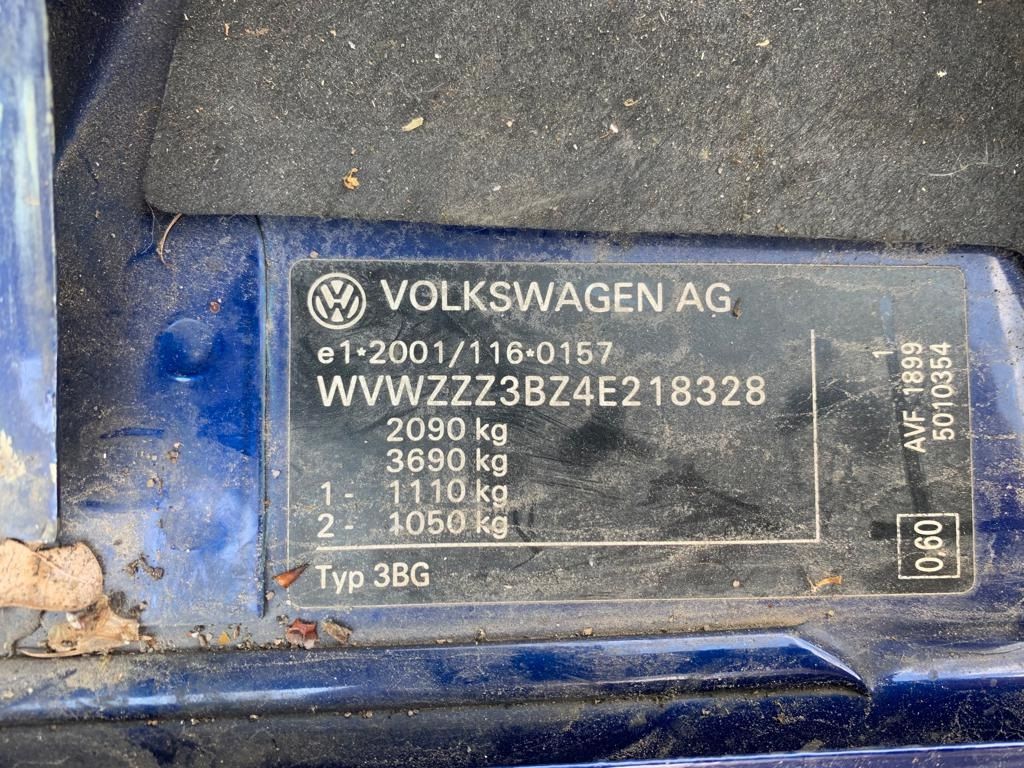 VOLKSWAGEN AG
e1*2001/116*0157
WVWZZZ3BZ4E218328
2090 kg
3690 kg
1- 1110 kg
2- 1050 kg
Typ 3BG
AVF 1899 1
5010354
0,60